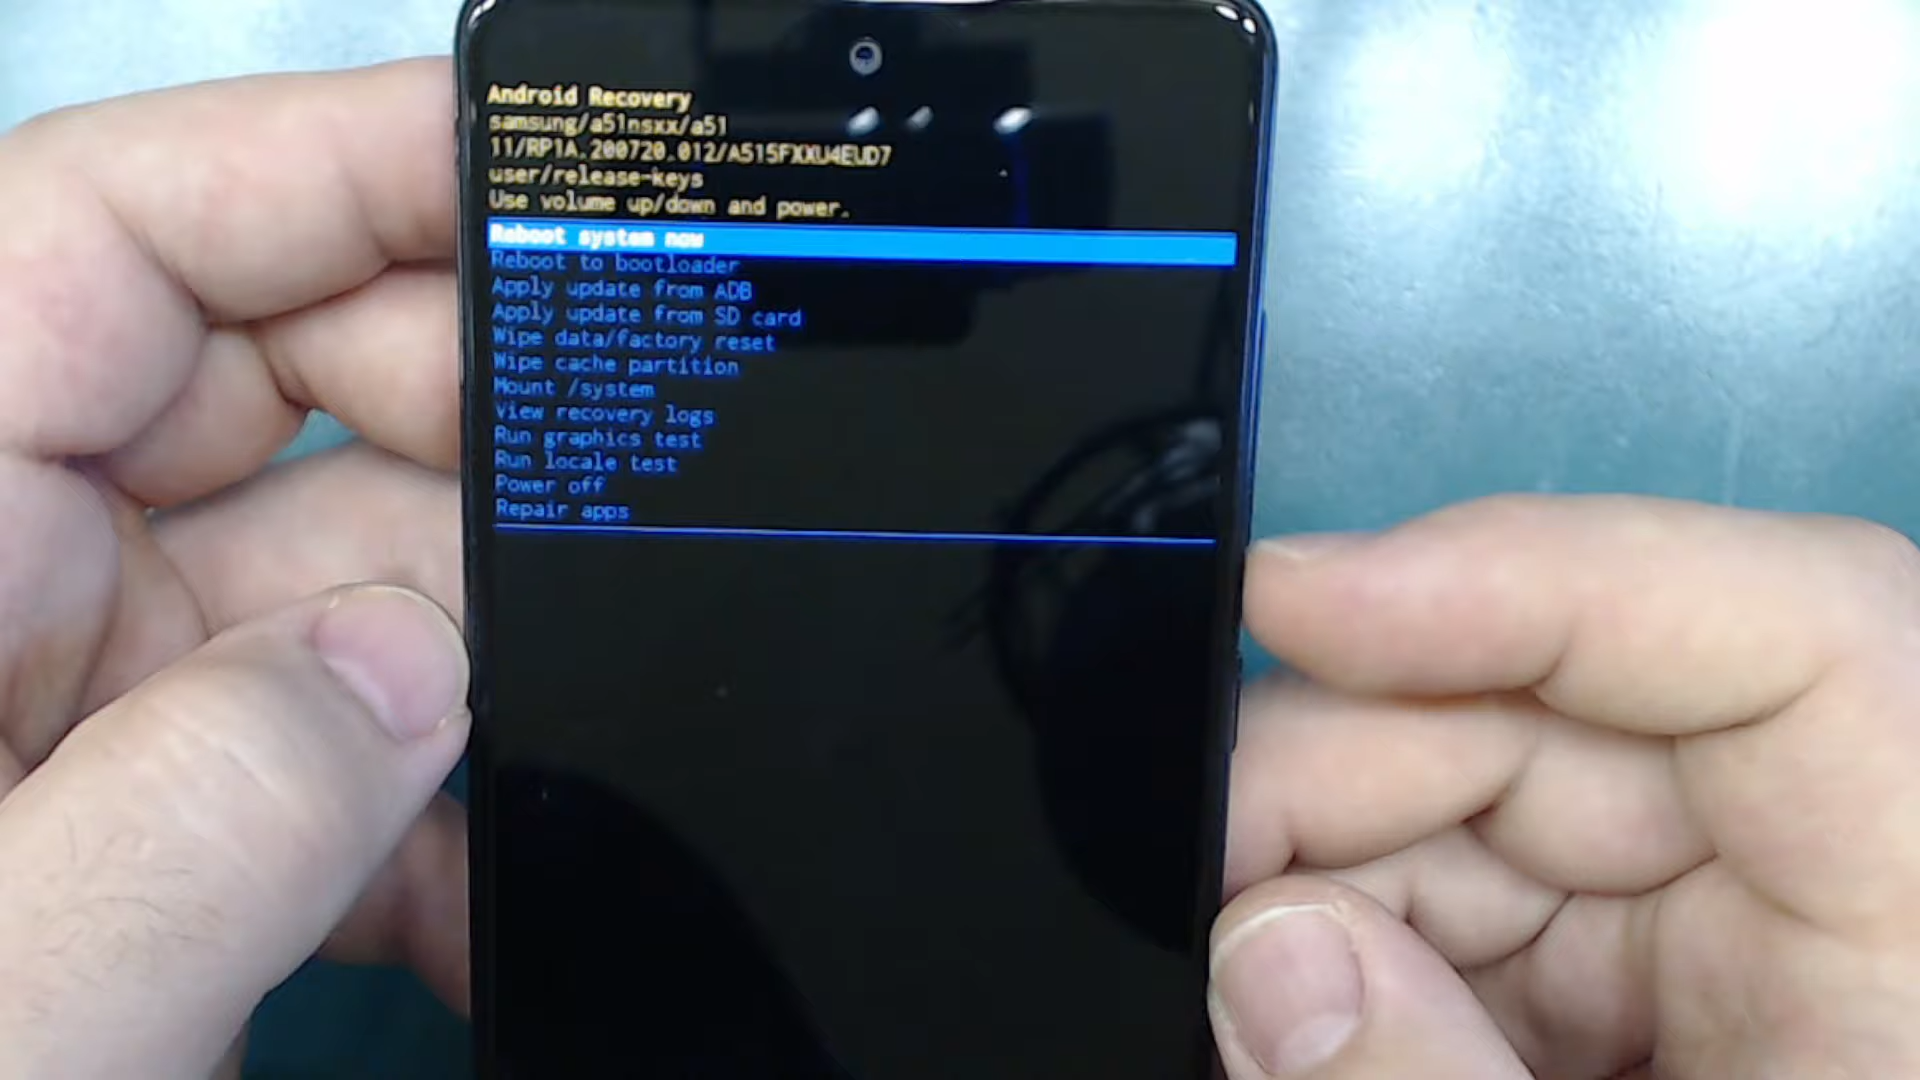 Android Recovery
samsung/a51nsxx/a51
11/RP1A.200720.012/A515FXXU4EUD7
user/release-keys
Use volume up/down and power.
Reboot system now
Reboot to bootloader
Apply update from ADB
Apply update from SD card
Wipe data/factory reset
Wipe cache partition
Mount /system
View recovery logs
Run graphics test
Run locale test
Power off
Repair apps